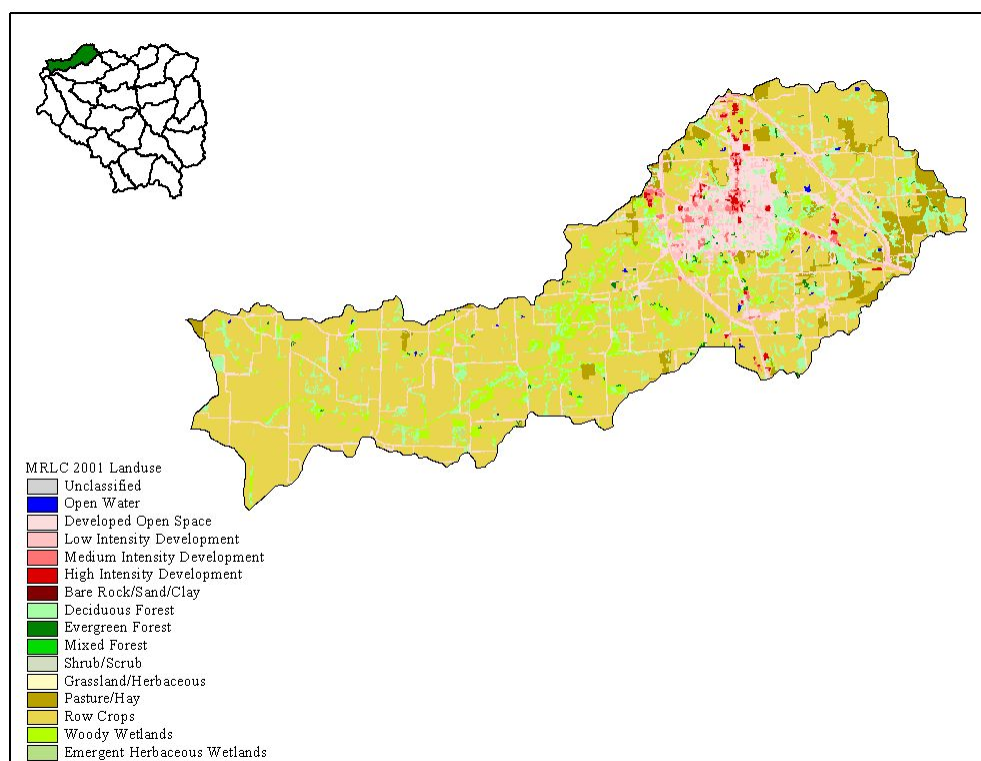 MRLC 2001 Landuse
Unclassified
Open Water
Developed Open Space
Low Intensity Development
Medium Intensity Development
High Intensity Development
Bare Rock/Sand/Clay
Deciduous Forest
Evergreen Forest
Mixed Forest
Shrub/Scrub
Grassland/Herbaceous
Pasture/Hay
Row Crops
Woody Wetlands
Emergent Herbaceous Wetlands